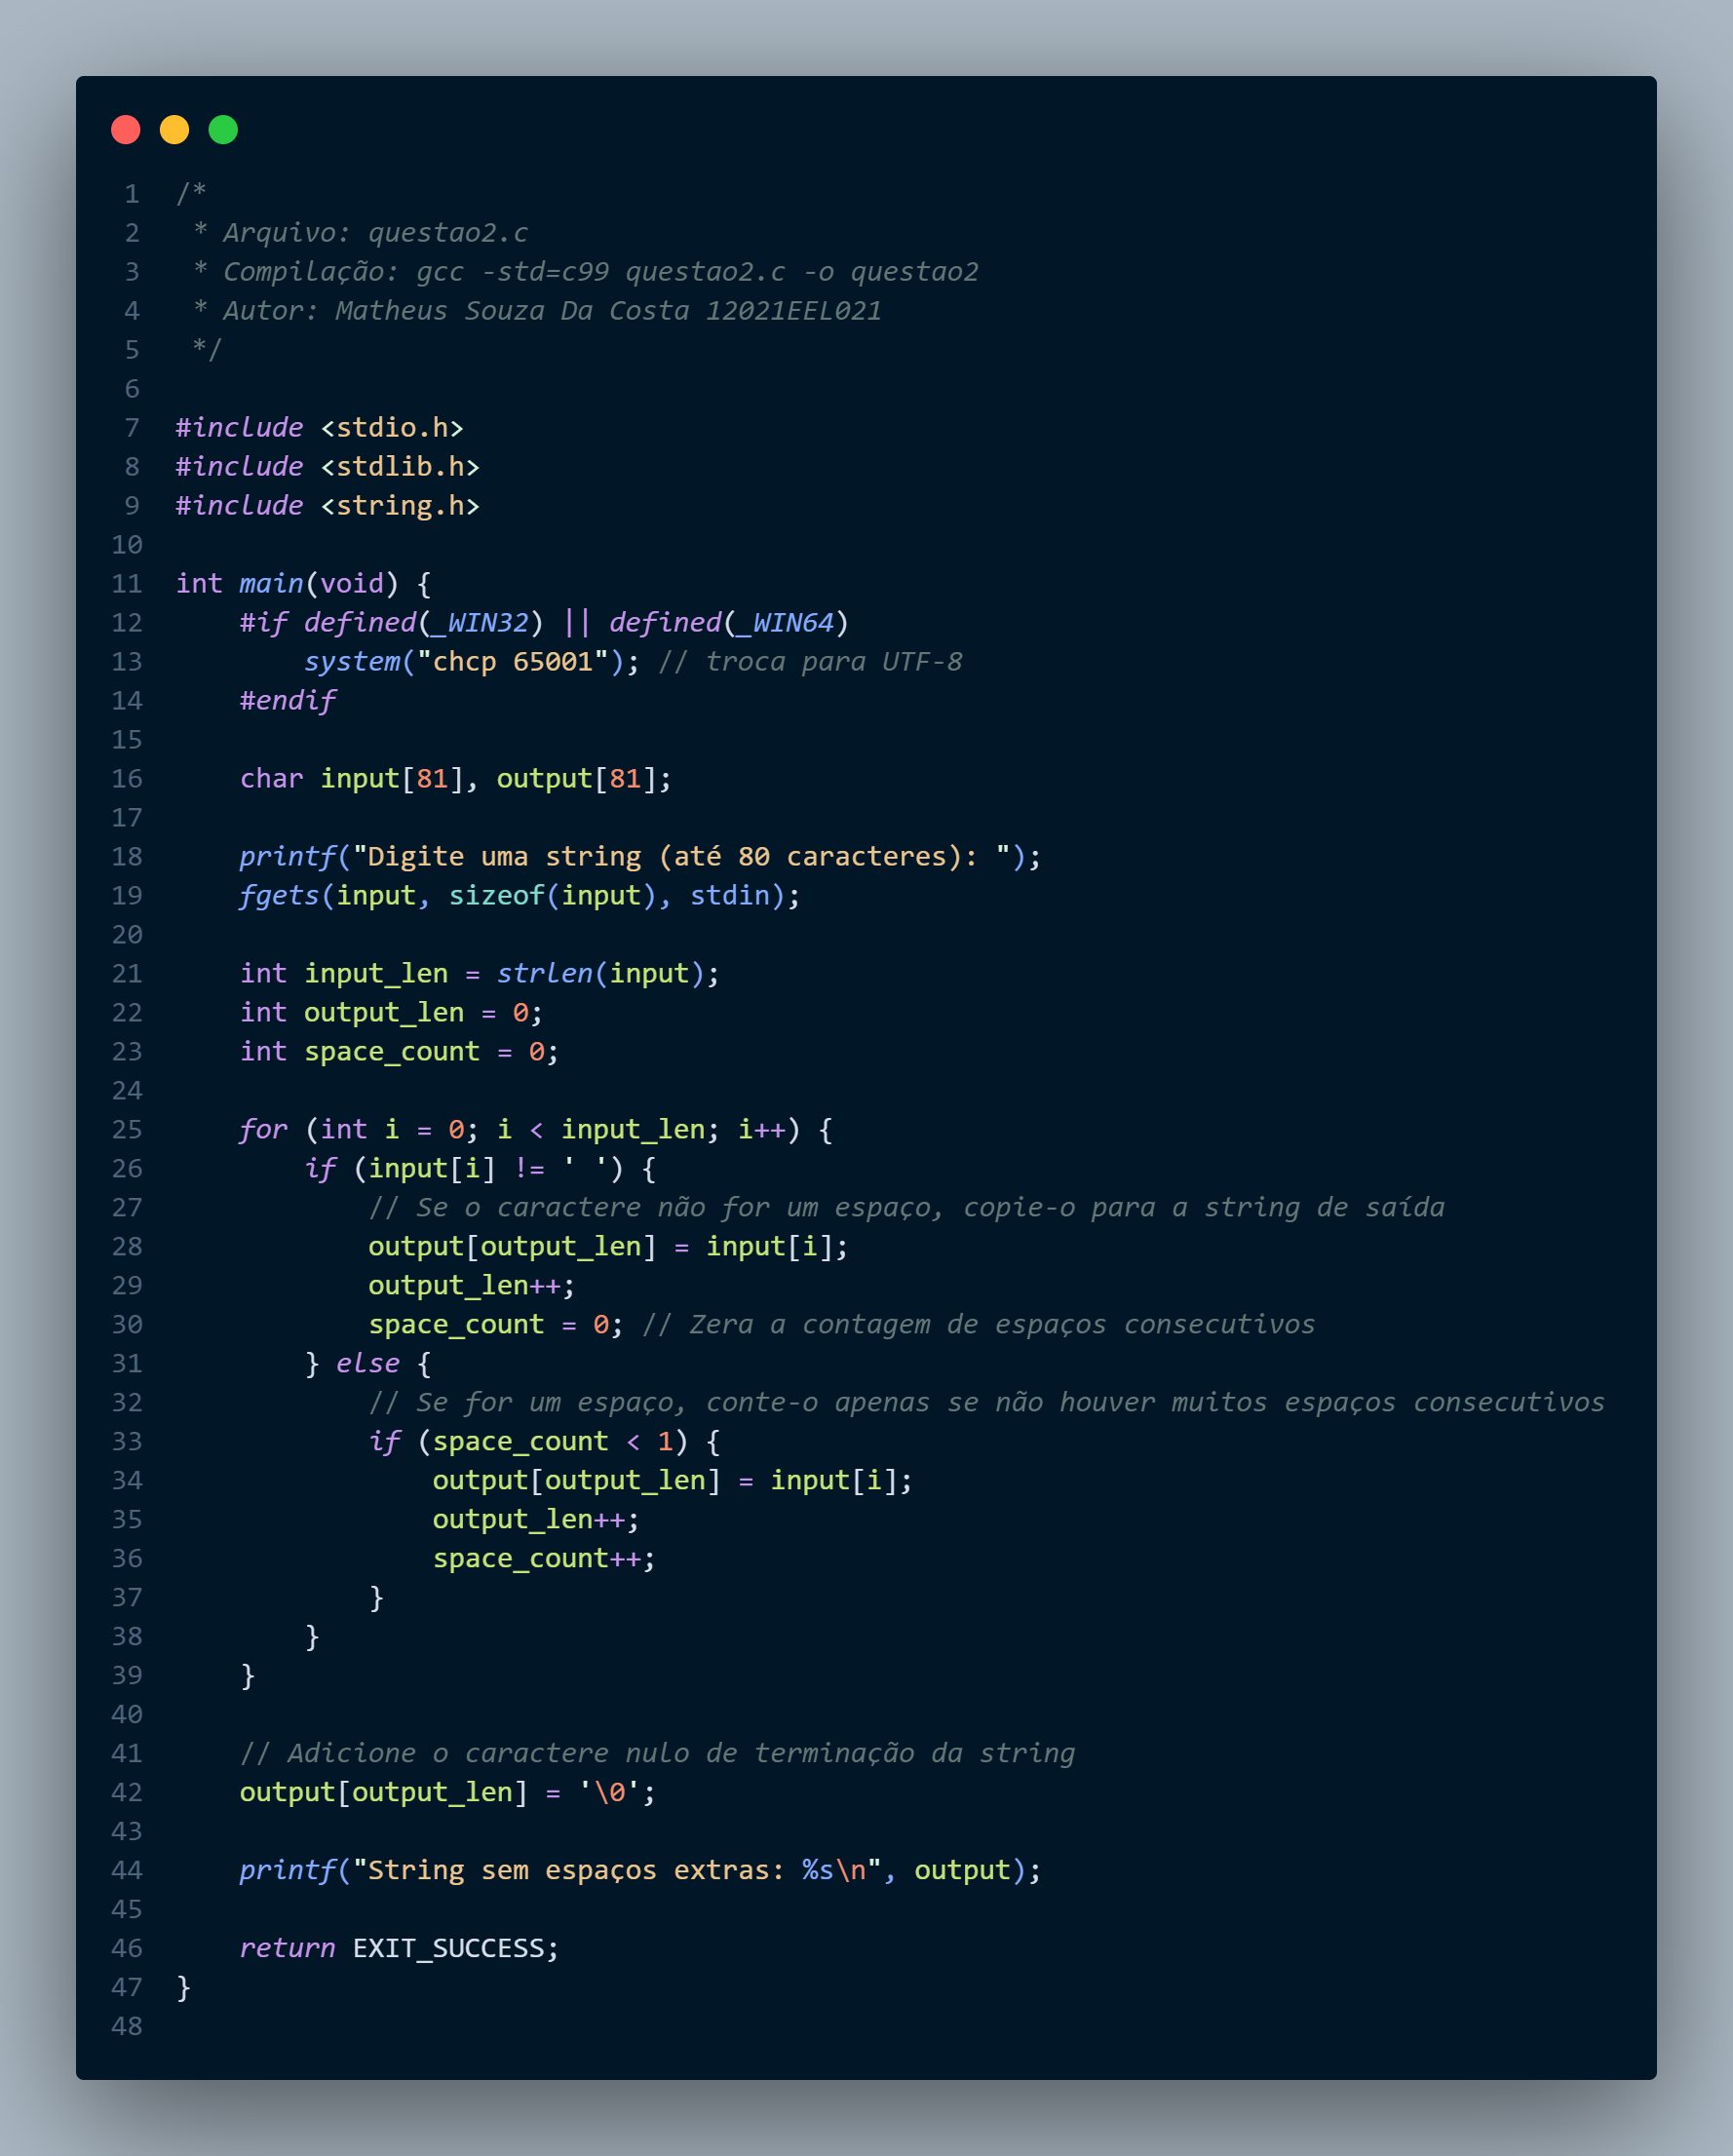 1 /*
2  * Arquivo: questao2.c
3  * Compilação: gcc -std=c99 questao2.c -o questao2
4  * Autor: Matheus Souza Da Costa 12021EEL021
5  */
6
7 #include <stdio.h>
8 #include <stdlib.h>
9 #include <string.h>
10
11 int main(void) {
12     #if defined(_WIN32) || defined(_WIN64)
13         system("chcp 65001"); // troca para UTF-8
14     #endif
15
16     char input[81], output[81];
17
18     printf("Digite uma string (até 80 caracteres): ");
19     fgets(input, sizeof(input), stdin);
20
21     int input_len = strlen(input);
22     int output_len = 0;
23     int space_count = 0;
24
25     for (int i = 0; i < input_len; i++) {
26         if (input[i] != ' ') {
27             // Se o caractere não for um espaço, copie-o para a string de saída
28             output[output_len] = input[i];
29             output_len++;
30             space_count = 0; // Zera a contagem de espaços consecutivos
31         } else {
32             // Se for um espaço, conte-o apenas se não houver muitos espaços consecutivos
33             if (space_count < 1) {
34                 output[output_len] = input[i];
35                 output_len++;
36                 space_count++;
37             }
38         }
39     }
40
41     // Adicione o caractere nulo de terminação da string
42     output[output_len] = '\0';
43
44     printf("String sem espaços extras: %s\n", output);
45
46     return EXIT_SUCCESS;
47 }
48